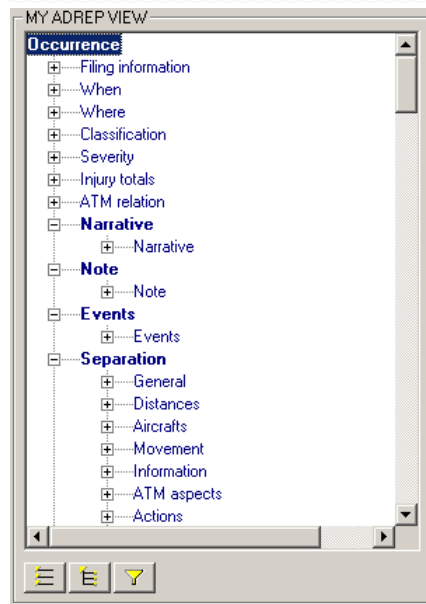 MY ADREP VIEW
Occurrence
Filing information
When
Where
Classification
Severity
Injury totals
ATM relation
Narrative
Narrative
Note
Note
Events
Events
Separation
General
Distances
Aircrafts
Movement
Information
ATM aspects
Actions